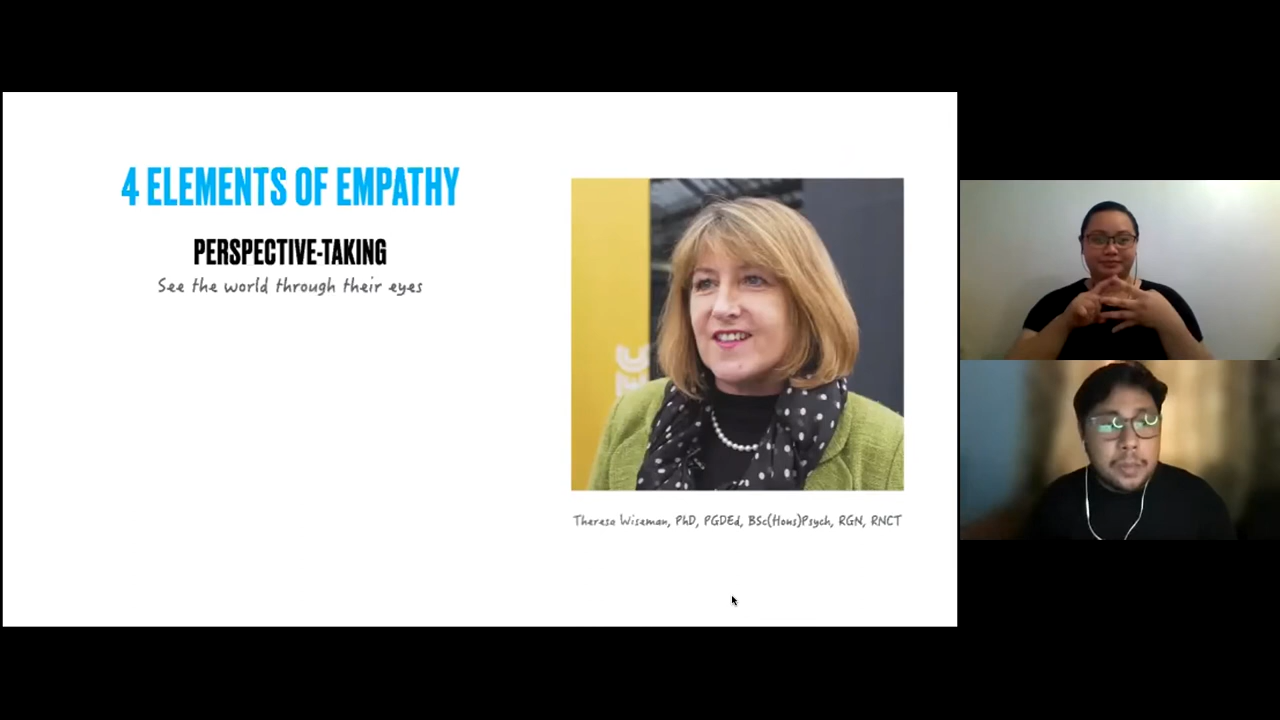 4 ELEMENTS OF EMPATHY
PERSPECTIVE-TAKING
See the world through their eyes
Theresa Wiseman, PhD, PGDEd, BSc(Hons)Psych, RGN, RNCT